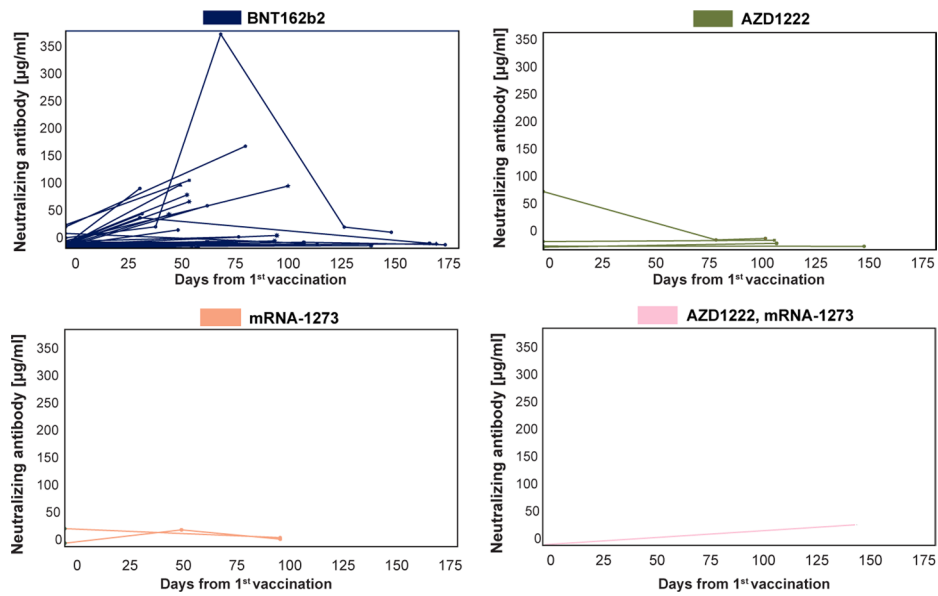 BNT162b2
Neutralizing antibody [µg/ml]
350
300
250
200
150
100
50
0
0 25 50 75 100 125 150 175
Days from 1st vaccination
AZD1222
Neutralizing antibody [µg/ml]
350
300
250
200
150
100
50
0
0 25 50 75 100 125 150 175
Days from 1st vaccination
mRNA-1273
Neutralizing antibody [µg/ml]
350
300
250
200
150
100
50
0
0 25 50 75 100 125 150 175
Days from 1st vaccination
AZD1222, mRNA-1273
Neutralizing antibody [µg/ml]
350
300
250
200
150
100
50
0
0 25 50 75 100 125 150 175
Days from 1st vaccination